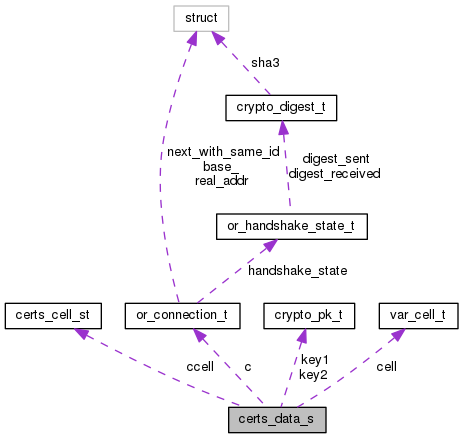 struct
sha3
crypto_digest_t
next_with_same_id
base_
real_addr
digest_sent
digest_received
or_handshake_state_t
handshake_state
certs_cell_st
or_connection_t
crypto_pk_t
var_cell_t
ccell
c
key1
key2
cell
certs_data_s